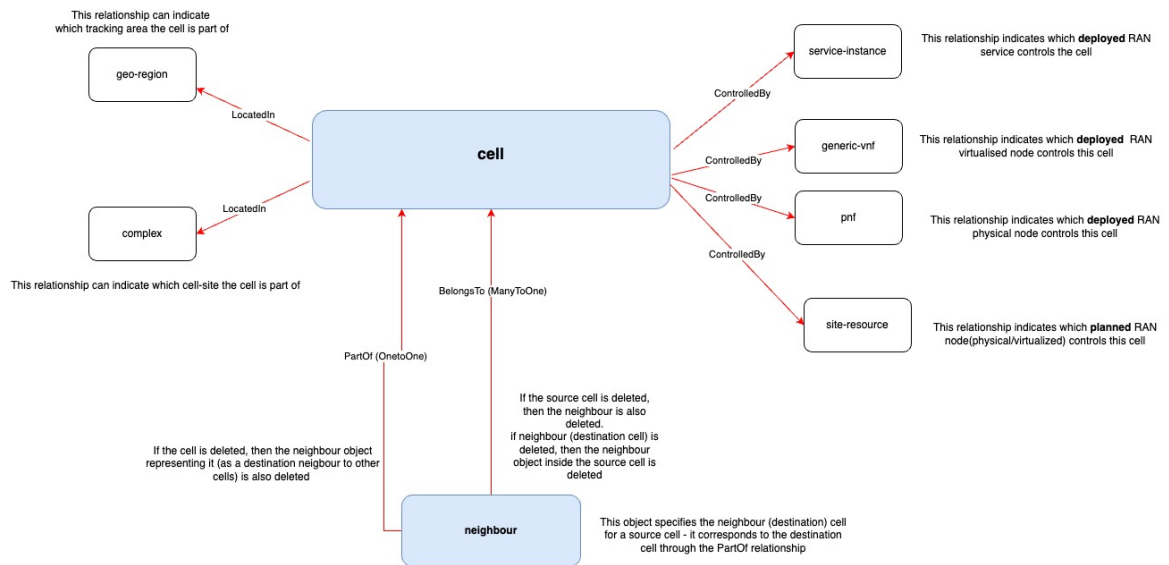 This relationship can indicate
which tracking area the cell is part of
geo-region
LocatedIn
cell
LocatedIn
complex
This relationship can indicate which cell-site the cell is part of
service-instance
This relationship indicates which deployed RAN
service controls the cell
ControlledBy
generic-vnf
This relationship indicates which deployed RAN
virtualised node controls this cell
ControlledBy
pnf
This relationship indicates which deployed RAN
physical node controls this cell
ControlledBy
ControlledBy
site-resource
This relationship indicates which planned RAN
node(physical/virtualized) controls this cell
BelongsTo (ManyToOne)
PartOf (OnetoOne)
If the cell is deleted, then the neighbour object
representing it (as a destination neigbour to other
cells) is also deleted
If the source cell is deleted,
then the neighbour is also
deleted.
if neighbour (destination cell) is
deleted, then the neighbour
object inside the source cell is
deleted
neighbour
This object specifies the neighbour (destination) cell
for a source cell - it corresponds to the destination
cell through the PartOf relationship